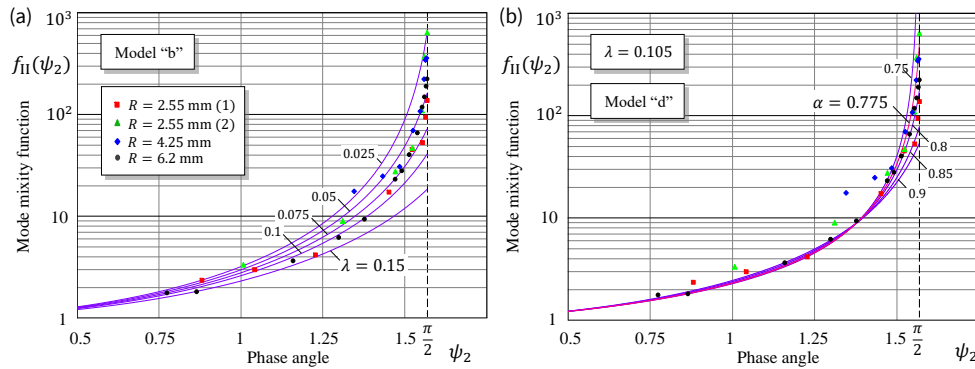 (a)
10³
Model “b”
f_II(ψ₂)
R = 2.55 mm (1)
R = 2.55 mm (2)
R = 4.25 mm
R = 6.2 mm
10²
Mode mixity function
0.025
0.05
0.075
0.1
10
λ = 0.15
1
0.5
0.75
1
1.25
1.5
π/2
ψ₂
Phase angle
(b)
10³
λ = 0.105
f_II(ψ₂)
0.75
Model “d”
α = 0.775
10²
Mode mixity function
0.8
0.85
0.9
10
1
0.5
0.75
1
1.25
1.5
π/2
ψ₂
Phase angle